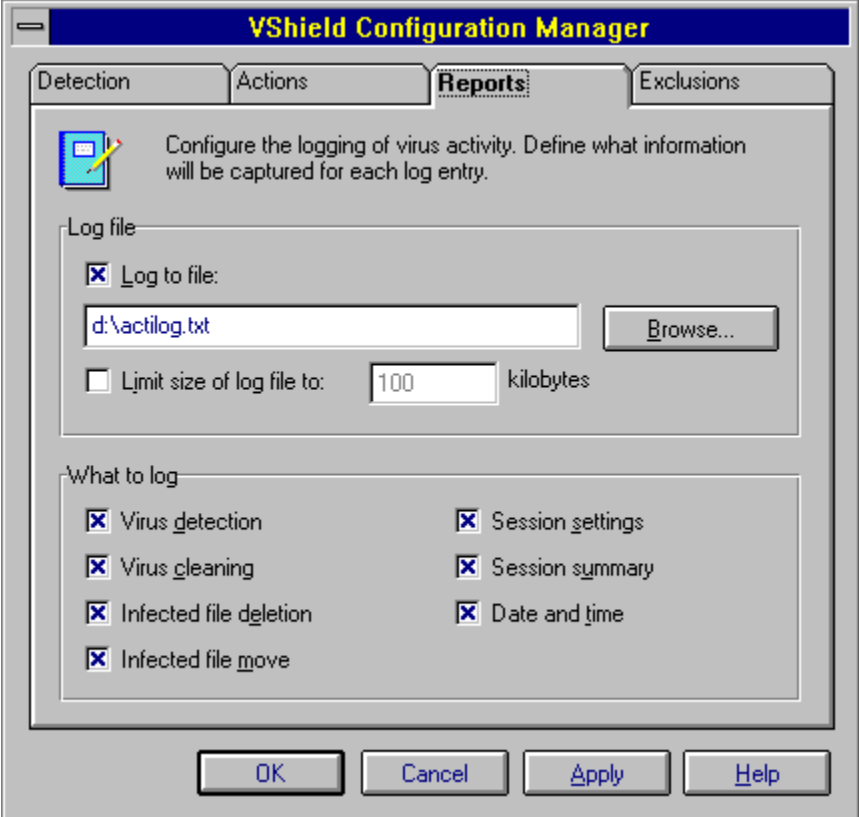 VShield Configuration Manager
Detection Actions Reports Exclusions
Configure the logging of virus activity. Define what information
will be captured for each log entry.
Log file
Log to file:
d:\actilog.txt Browse...
Limit size of log file to: 100 kilobytes
What to log
Virus detection Session settings
Virus cleaning Session summary
Infected file deletion Date and time
Infected file move
OK Cancel Apply Help